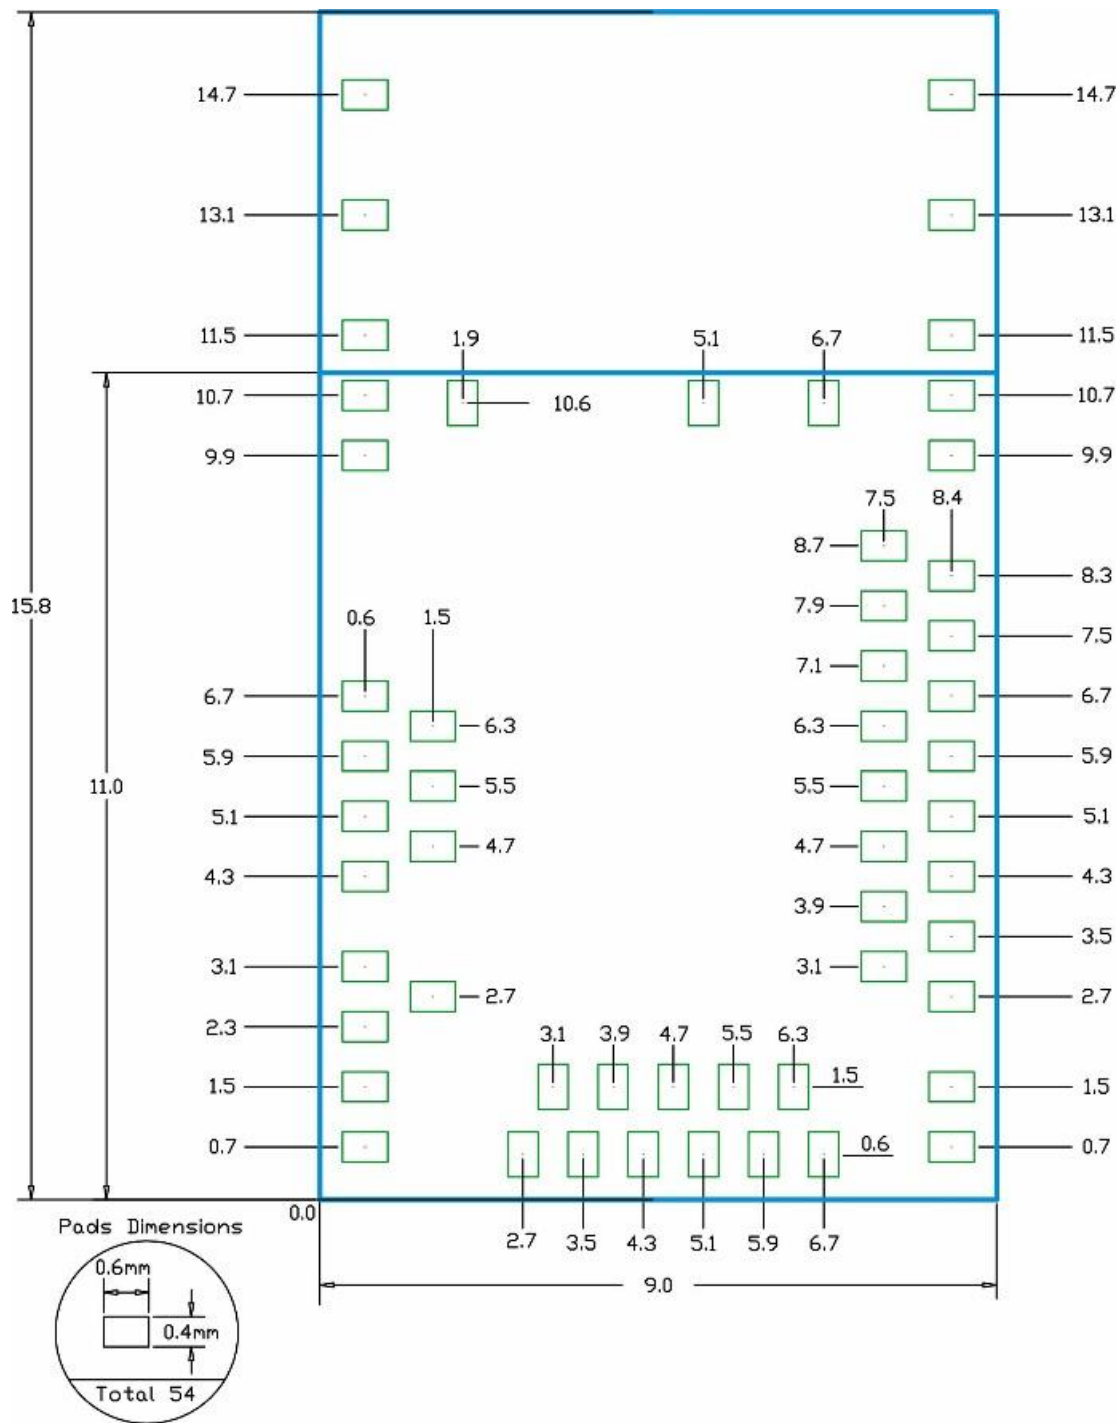 14.7 14.7
13.1 13.1
11.5 1.9 5.1 6.7 11.5
10.7 10.6 10.7
9.9 9.9
7.5 8.4
8.7 8.3
15.8 7.9
0.6 1.5 7.5
7.1
6.7 6.3 6.3 6.7
5.9 5.9
11.0 5.5 5.5
5.1 5.1
4.7 4.7
4.3 4.3
3.9
3.5
3.1 3.1
2.7 2.7
2.3
3.1 3.9 4.7 5.5 6.3
1.5 1.5 1.5
0.7 0.6 0.7
0.0
Pads Dimensions
2.7 3.5 4.3 5.1 5.9 6.7
0.6mm
9.0
0.4mm
Total 54